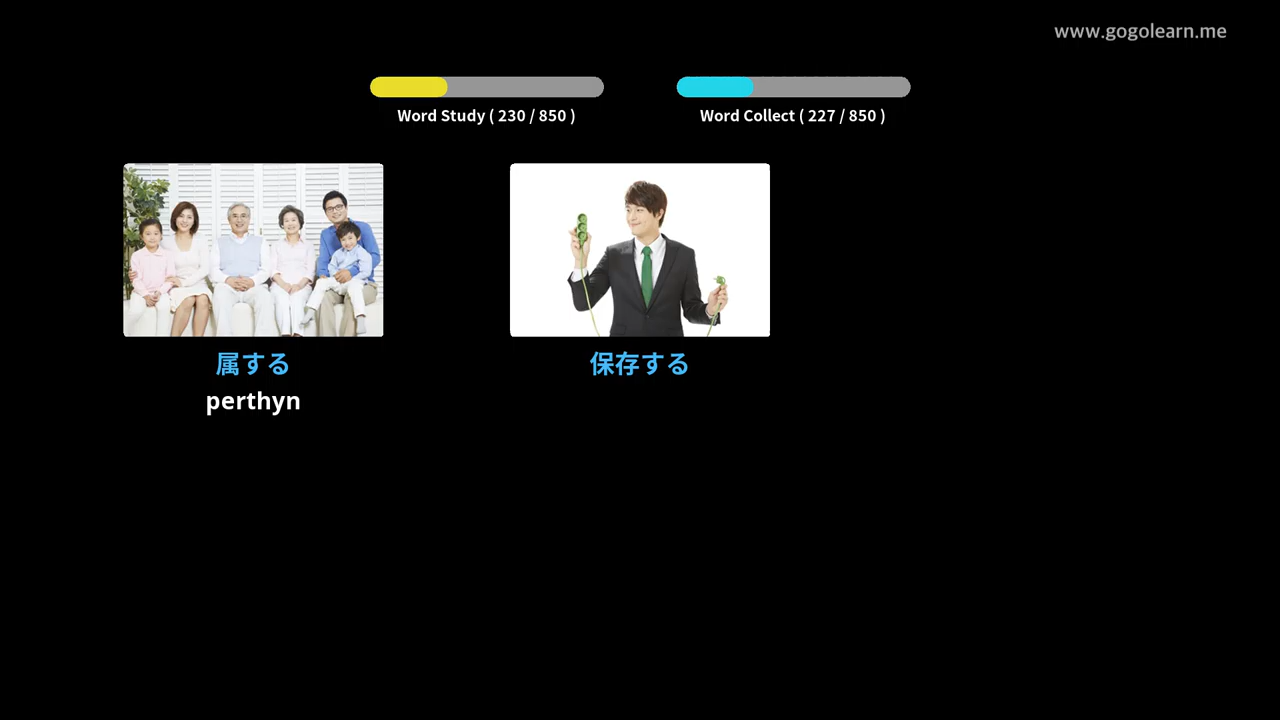 www.gogolearn.me
Word Study ( 230 / 850 )
Word Collect ( 227 / 850 )
属する
perthyn
保存する